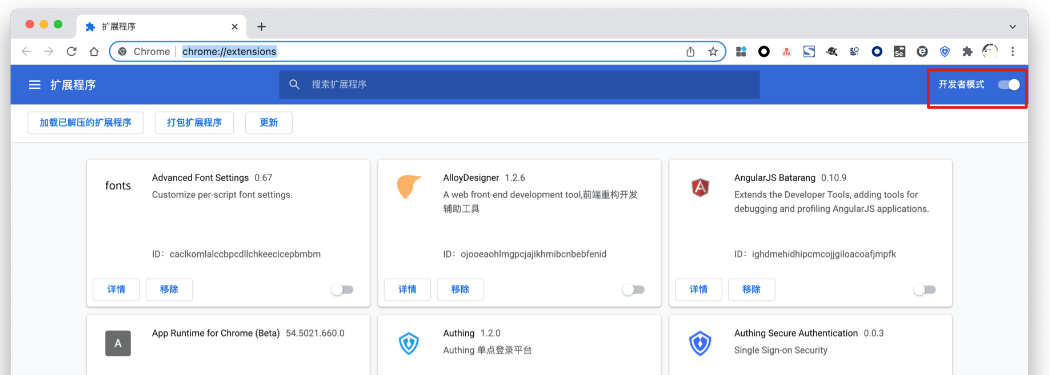 扩展程序
Chrome chrome://extensions
Se
扩展程序
搜索扩展程序
开发者模式
加载已解压的扩展程序
打包扩展程序
更新
fonts
Advanced Font Settings 0.67
Customize per-script font settings.
ID: caclkomlalccbpcdllchkeecicepbmbm
详情
移除
AlloyDesigner 1.2.6
A web front-end development tool,前端重构开发
辅助工具
ID: ojooeaohlmgpcjajikhmibcnbebfenid
详情
移除
A
AngularJS Batarang 0.10.9
Extends the Developer Tools, adding tools for
debugging and profiling AngularJS applications.
ID: ighdmehidhipcmcojjgiloacoafjmpfk
详情
移除
A
App Runtime for Chrome (Beta) 54.5021.660.0
Authing 1.2.0
Authing 单点登录平台
Authing Secure Authentication 0.0.3
Single Sign-on Security